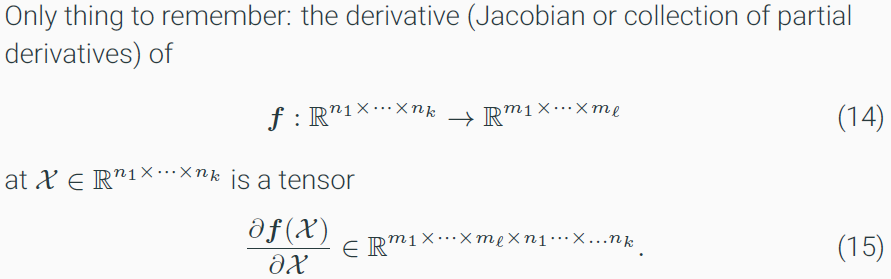 Only thing to remember: the derivative (Jacobian or collection of partial
derivatives) of
𝒇 : ℝ^{n₁×⋯×n_k} → ℝ^{m₁×⋯×m_ℓ} (14)
at 𝓧 ∈ ℝ^{n₁×⋯×n_k} is a tensor
∂𝒇(𝓧)/∂𝓧 ∈ ℝ^{m₁×⋯×m_ℓ×n₁⋯×…n_k}. (15)